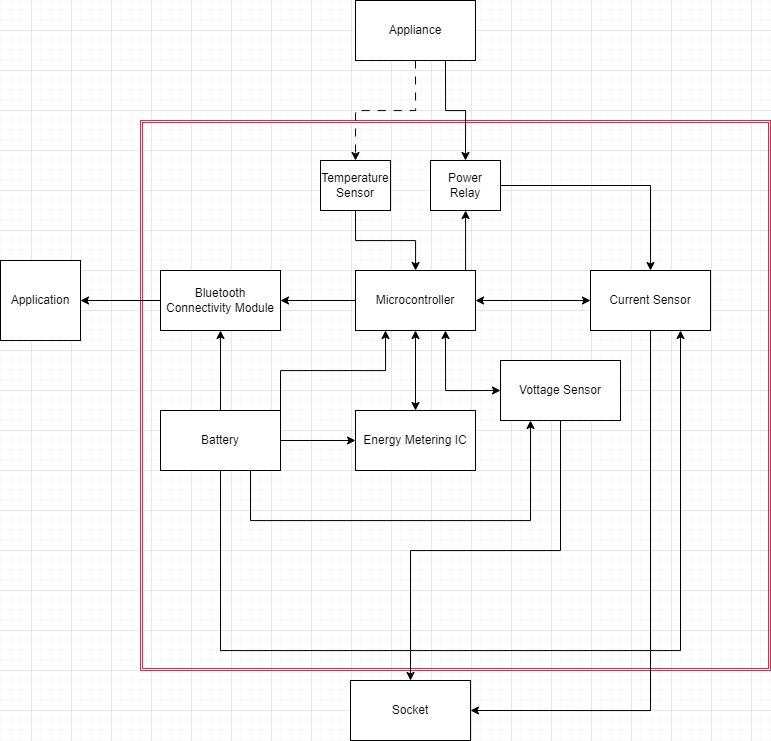 Appliance
Temperature
Sensor
Power
Relay
Application
Bluetooth
Connectivity Module
Microcontroller
Current Sensor
Vottage Sensor
Battery
Energy Metering IC
Socket